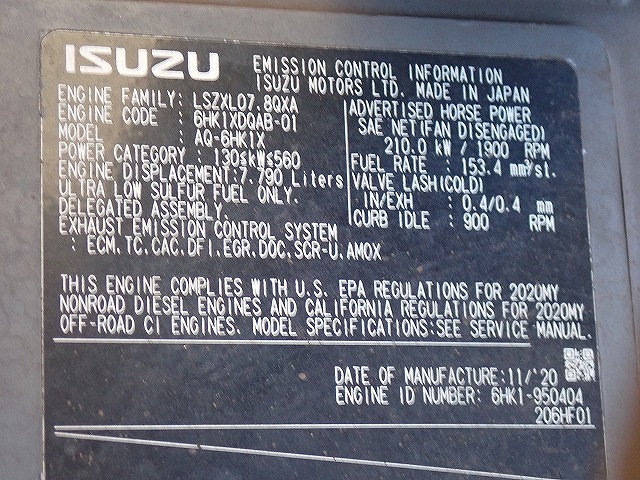 ISUZU EMISSION CONTROL INFORMATION
ISUZU MOTORS LTD. MADE IN JAPAN
ENGINE FAMILY: LSZXL07.8QXA
ENGINE CODE : 6HK1XDQAB-01
MODEL : AQ-6HK1X
POWER CATEGORY : 130≤kW≤560
ENGINE DISPLACEMENT:7.790 Liters
ULTRA LOW SULFUR FUEL ONLY.
DELEGATED ASSEMBLY.
EXHAUST EMISSION CONTROL SYSTEM
: ECM.TC.CAC.DFI.EGR.DOC.SCR-U.AMOX
ADVERTISED HORSE POWER
SAE NET(FAN DISENGAGED)
210.0 kW / 1900 RPM
FUEL RATE : 153.4 mm³/st.
VALVE LASH(COLD)
IN/EXH : 0.4/0.4 mm
CURB IDLE : 900 RPM
THIS ENGINE COMPLIES WITH U.S. EPA REGULATIONS FOR 2020MY
NONROAD DIESEL ENGINES AND CALIFORNIA REGULATIONS FOR 2020MY
OFF-ROAD CI ENGINES. MODEL SPECIFICATIONS:SEE SERVICE MANUAL.
DATE OF MANUFACTURE:11/'20
ENGINE ID NUMBER: 6HK1-950404
206HF01